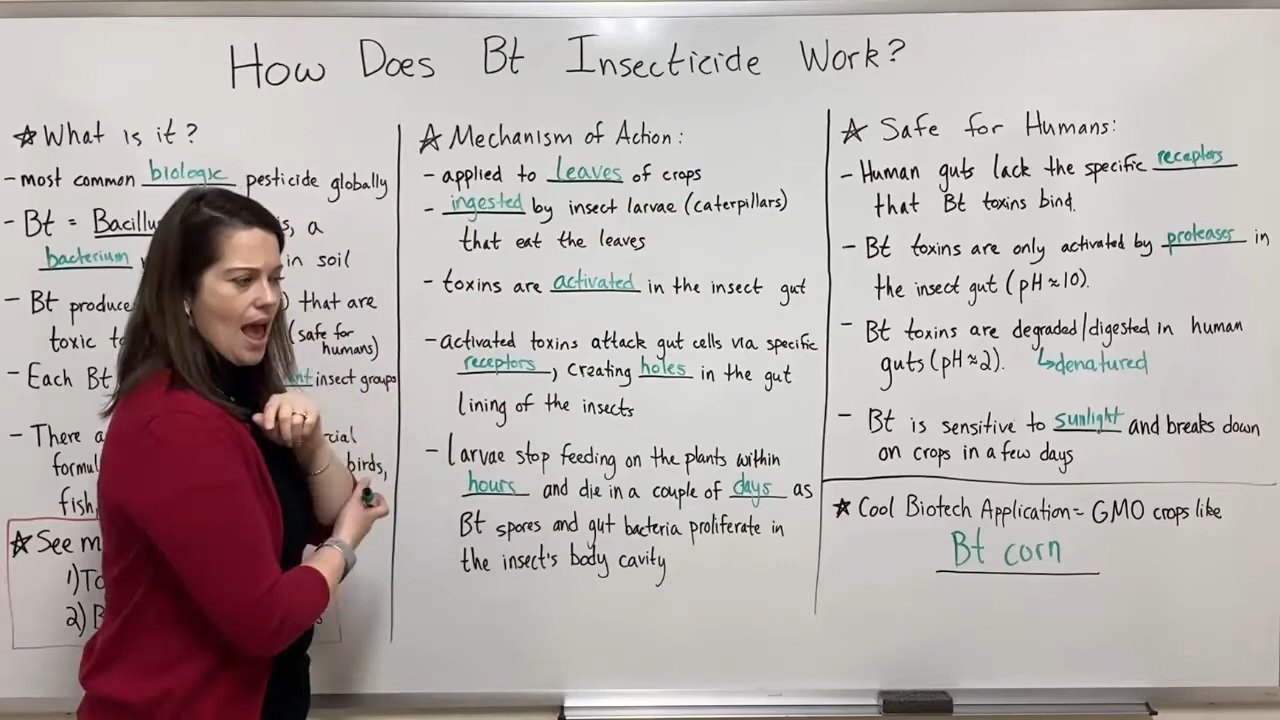 How Does Bt Insecticide Work?
☆ What is it?
- most common biologic pesticide globally
- Bt = Bacillus a
bacterium in soil
- Bt produce that are
toxic (safe for
humans)
- Each Bt insect groups
- There
birds,
fish,
☆ See
1)
2)
☆ Mechanism of Action:
- applied to leaves of crops
- ingested by insect larvae (caterpillars)
that eat the leaves
- toxins are activated in the insect gut
- activated toxins attack gut cells via specific
receptors, creating holes in the gut
lining of the insects
- larvae stop feeding on the plants within
hours and die in a couple of days as
Bt spores and gut bacteria proliferate in
the insect's body cavity
☆ Safe for Humans:
- Human guts lack the specific receptors
that Bt toxins bind.
- Bt toxins are only activated by proteases in
the insect gut (pH≈10).
- Bt toxins are degraded/digested in human
guts (pH≈2). ↳denatured
- Bt is sensitive to sunlight and breaks down
on crops in a few days
☆ Cool Biotech Application = GMO crops like
Bt corn